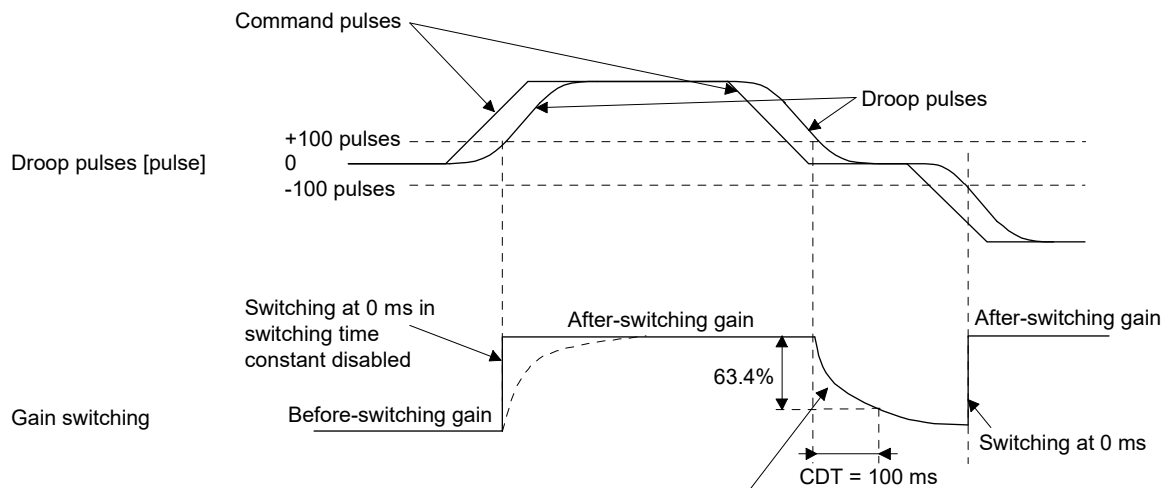 Command pulses
Droop pulses
+100 pulses
Droop pulses [pulse]
0
-100 pulses
Switching at 0 ms in
switching time
constant disabled
After-switching gain
After-switching gain
63.4%
Gain switching
Before-switching gain
Switching at 0 ms
CDT = 100 ms